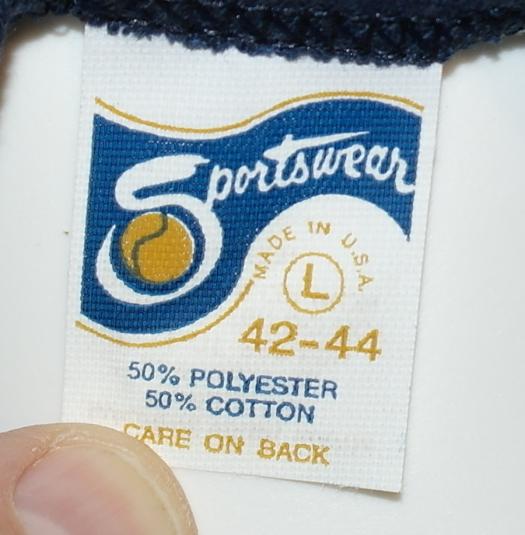 Sportswear
MADE IN U.S.A.
L
42-44
50% POLYESTER
50% COTTON
CARE ON BACK